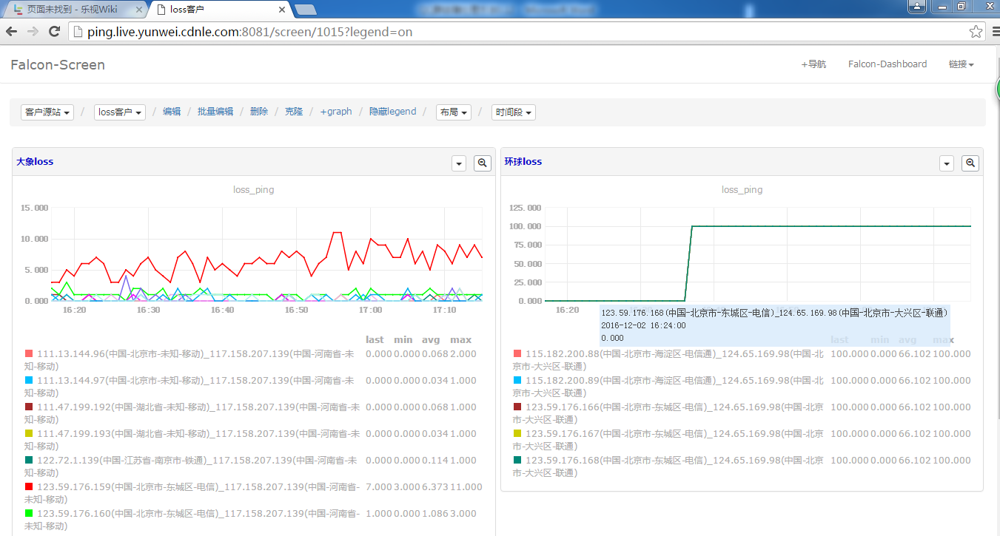 页面未找到 - 乐视Wiki
loss客户
ping.live.yunwei.cdnle.com:8081/screen/1015?legend=on
Falcon-Screen
+导航 Falcon-Dashboard 链接
客户源站 / loss客户 / 编辑 / 批量编辑 / 删除 / 克隆 / +graph / 隐藏legend / 布局 / 时间段
大象loss
loss_ping
15.000
10.000
5.000
0.000
16:20 16:30 16:40 16:50 17:00 17:10
last min avg max
111.13.144.96(中国-北京市-未知-移动)_117.158.207.139(中国-河南省-未 0.000 0.000 0.068 2.000
知-移动)
111.13.144.97(中国-北京市-未知-移动)_117.158.207.139(中国-河南省-未 0.000 0.000 0.034 1.000
知-移动)
111.47.199.192(中国-湖北省-未知-移动)_117.158.207.139(中国-河南省-未 0.000 0.000 0.068 1.000
知-移动)
111.47.199.193(中国-湖北省-未知-移动)_117.158.207.139(中国-河南省-未 0.000 0.000 0.034 1.000
知-移动)
122.72.1.139(中国-江苏省-南京市-铁通)_117.158.207.139(中国-河南省-未 0.000 0.000 0.114 1.000
知-移动)
123.59.176.159(中国-北京市-东城区-电信)_117.158.207.139(中国-河南省- 7.000 3.000 6.373 11.000
未知-移动)
123.59.176.160(中国-北京市-东城区-电信)_117.158.207.139(中国-河南省- 1.000 0.000 1.086 3.000
未知-移动)
环球loss
loss_ping
125.000
100.000
75.000
50.000
25.000
0.000
16:20
123.59.176.168(中国-北京市-东城区-电信)_124.65.169.98(中国-北京市-大兴区-联通)
2016-12-02 16:24:00
0.000
last min avg max
115.182.200.88(中国-北京市-海淀区-电信通)_124.65.169.98(中国-北 100.000 0.000 66.102 100.000
京市-大兴区-联通)
115.182.200.89(中国-北京市-海淀区-电信通)_124.65.169.98(中国-北 100.000 0.000 66.102 100.000
京市-大兴区-联通)
123.59.176.166(中国-北京市-东城区-电信)_124.65.169.98(中国-北京 100.000 0.000 66.102 100.000
市-大兴区-联通)
123.59.176.167(中国-北京市-东城区-电信)_124.65.169.98(中国-北京 100.000 0.000 66.102 100.000
市-大兴区-联通)
123.59.176.168(中国-北京市-东城区-电信)_124.65.169.98(中国-北京 100.000 0.000 66.102 100.000
市-大兴区-联通)